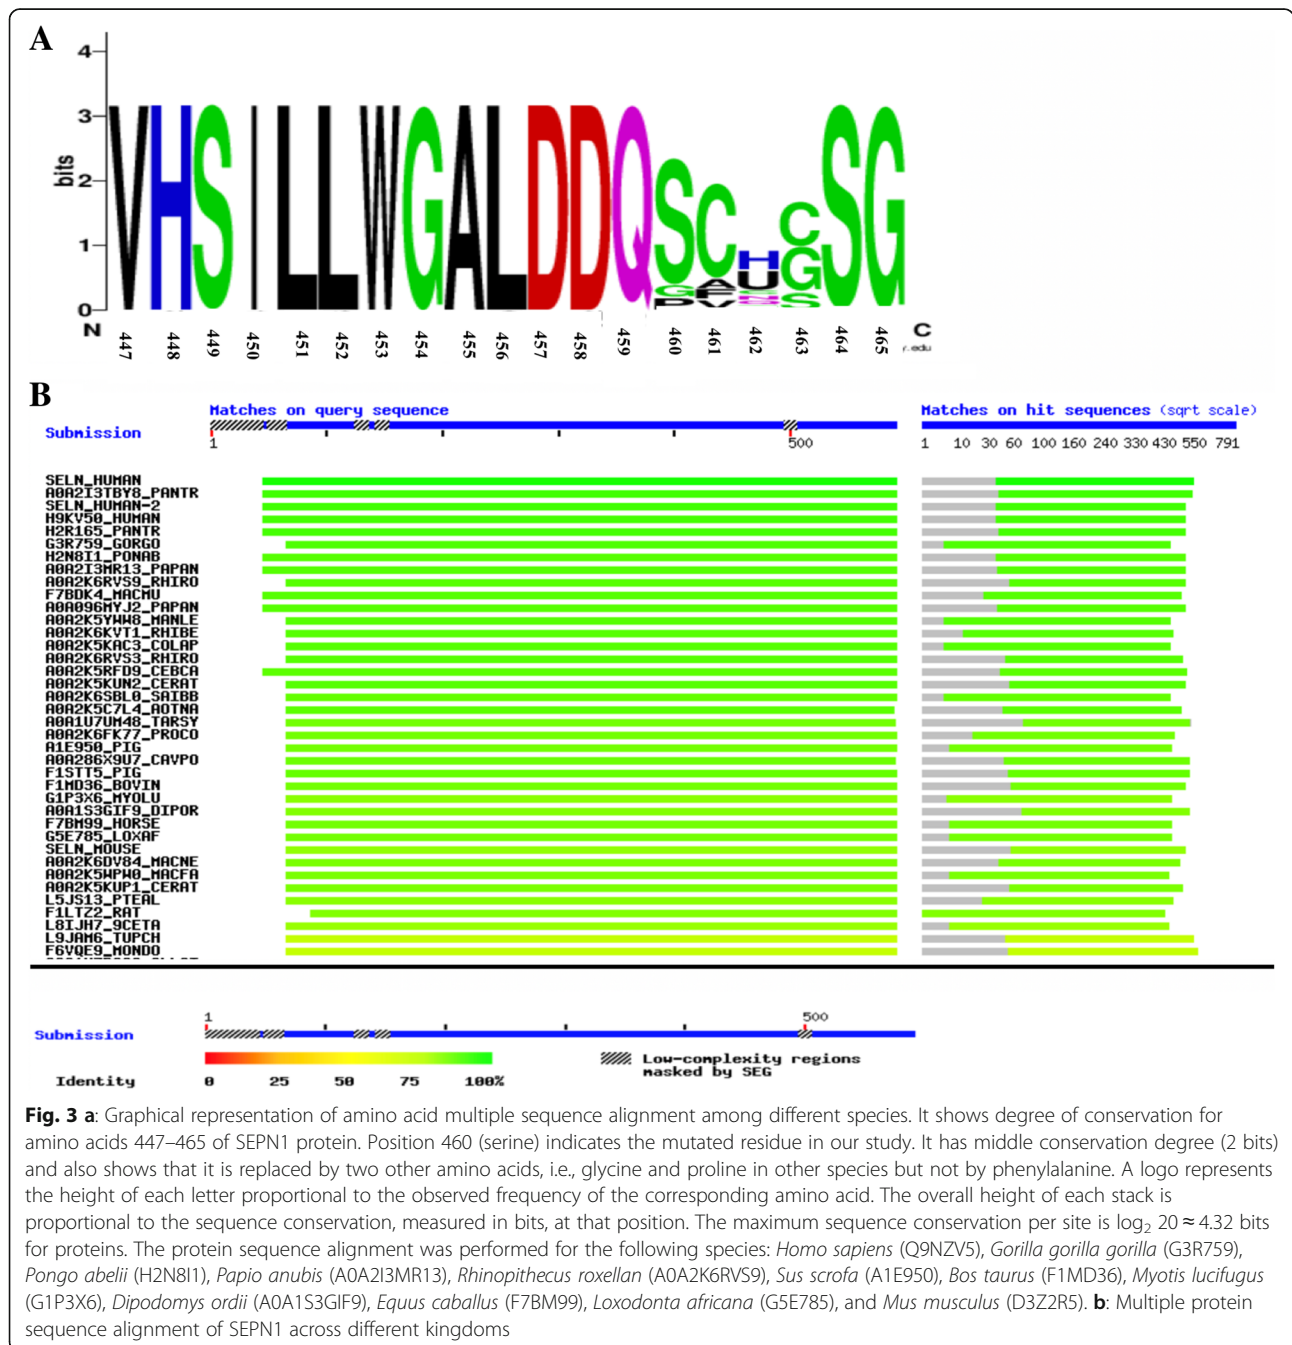 A
4
3
2
1
0
bits
V H S I L L W G A L D D Q S C H C S G
G A U G
P F S S
V N
N 447 448 449 450 451 452 453 454 455 456 457 458 459 460 461 462 463 464 465 C
r.edu
B
Matches on query sequence
Matches on hit sequences (sqrt scale)
Submission
1 500
1 10 30 60 100 160 240 330 430 550 791
SELN_HUMAN
A0A2I3TBY8_PANTR
SELN_HUMAN-2
H9KV50_HUMAN
H2R165_PANTR
G3R759_GORGO
H2N8I1_PONAB
A0A2I3MR13_PAPAN
A0A2K6RVS9_RHIRO
F7BDK4_MACMU
A0A096MYJ2_PAPAN
A0A2K5YWW8_MANLE
A0A2K6KVT1_RHIBE
A0A2K5KAC3_COLAP
A0A2K6RVS3_RHIRO
A0A2K5RFD9_CEBCA
A0A2K5KUN2_CERAT
A0A2K6SBL0_SAIBB
A0A2K5C7L4_AOTNA
A0A1U7UM48_TARSY
A0A2K6FK77_PROCO
A1E950_PIG
A0A286X9U7_CAVPO
F1STT5_PIG
F1MD36_BOVIN
G1P3X6_MYOLU
A0A1S3GIF9_DIPOR
F7BM99_HORSE
G5E785_LOXAF
SELN_MOUSE
A0A2K6DV84_MACNE
A0A2K5WPW0_MACFA
A0A2K5KUP1_CERAT
L5JS13_PTEAL
F1LTZ2_RAT
L8IJH7_9CETA
L9JAM6_TUPCH
F6VQE9_MONDO
1 500
Submission
Low-complexity regions
masked by SEG
Identity 0 25 50 75 100%
Fig. 3 a: Graphical representation of amino acid multiple sequence alignment among different species. It shows degree of conservation for
amino acids 447–465 of SEPN1 protein. Position 460 (serine) indicates the mutated residue in our study. It has middle conservation degree (2 bits)
and also shows that it is replaced by two other amino acids, i.e., glycine and proline in other species but not by phenylalanine. A logo represents
the height of each letter proportional to the observed frequency of the corresponding amino acid. The overall height of each stack is
proportional to the sequence conservation, measured in bits, at that position. The maximum sequence conservation per site is log₂ 20 ≈ 4.32 bits
for proteins. The protein sequence alignment was performed for the following species: Homo sapiens (Q9NZV5), Gorilla gorilla gorilla (G3R759),
Pongo abelii (H2N8I1), Papio anubis (A0A2I3MR13), Rhinopithecus roxellan (A0A2K6RVS9), Sus scrofa (A1E950), Bos taurus (F1MD36), Myotis lucifugus
(G1P3X6), Dipodomys ordii (A0A1S3GIF9), Equus caballus (F7BM99), Loxodonta africana (G5E785), and Mus musculus (D3Z2R5). b: Multiple protein
sequence alignment of SEPN1 across different kingdoms